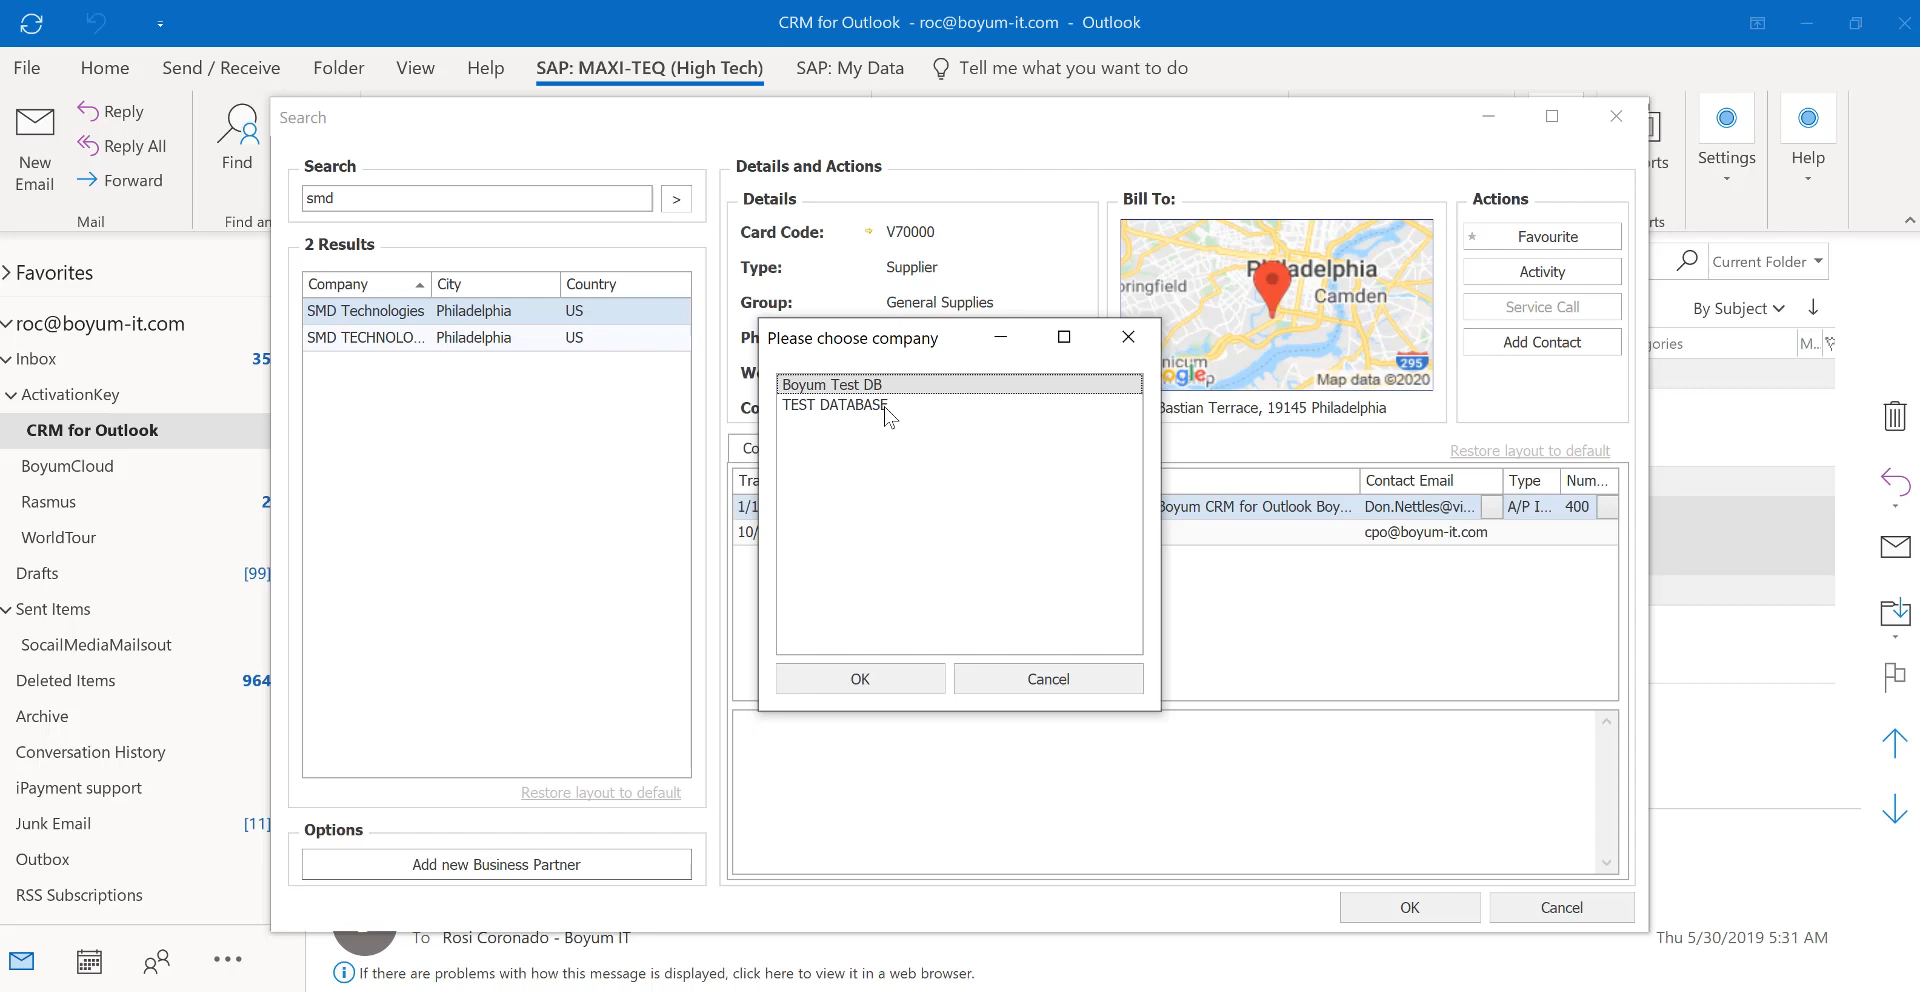 CRM for Outlook - roc@boyum-it.com - Outlook
File Home Send / Receive Folder View Help SAP: MAXI-TEQ (High Tech) SAP: My Data Tell me what you want to do
New Email
Reply
Reply All
Forward
Mail
Find
Find an
Settings
Help
Search
Search
smd
>
2 Results
Company City Country
SMD Technologies Philadelphia US
SMD TECHNOLO... Philadelphia US
Restore layout to default
Options
Add new Business Partner
Details and Actions
Details
Card Code: V70000
Type: Supplier
Group: General Supplies
Bill To:
Camden
295
Map data ©2020
Terrace, 19145 Philadelphia
Actions
Favourite
Activity
Service Call
Add Contact
Restore layout to default
Please choose company
Boyum Test DB
TEST DATABASE
OK Cancel
Contact Email Type Num...
Boyum CRM for Outlook Boy... Don.Nettles@vi... A/P I... 400
cpo@boyum-it.com
OK Cancel
Favorites
roc@boyum-it.com
Inbox 35
ActivationKey
CRM for Outlook
BoyumCloud
Rasmus 2
WorldTour
Drafts [99]
Sent Items
SocailMediaMailsout
Deleted Items 964
Archive
Conversation History
iPayment support
Junk Email [11]
Outbox
RSS Subscriptions
Current Folder
By Subject
M...
To Rosi Coronado - Boyum IT
Thu 5/30/2019 5:31 AM
If there are problems with how this message is displayed, click here to view it in a web browser.